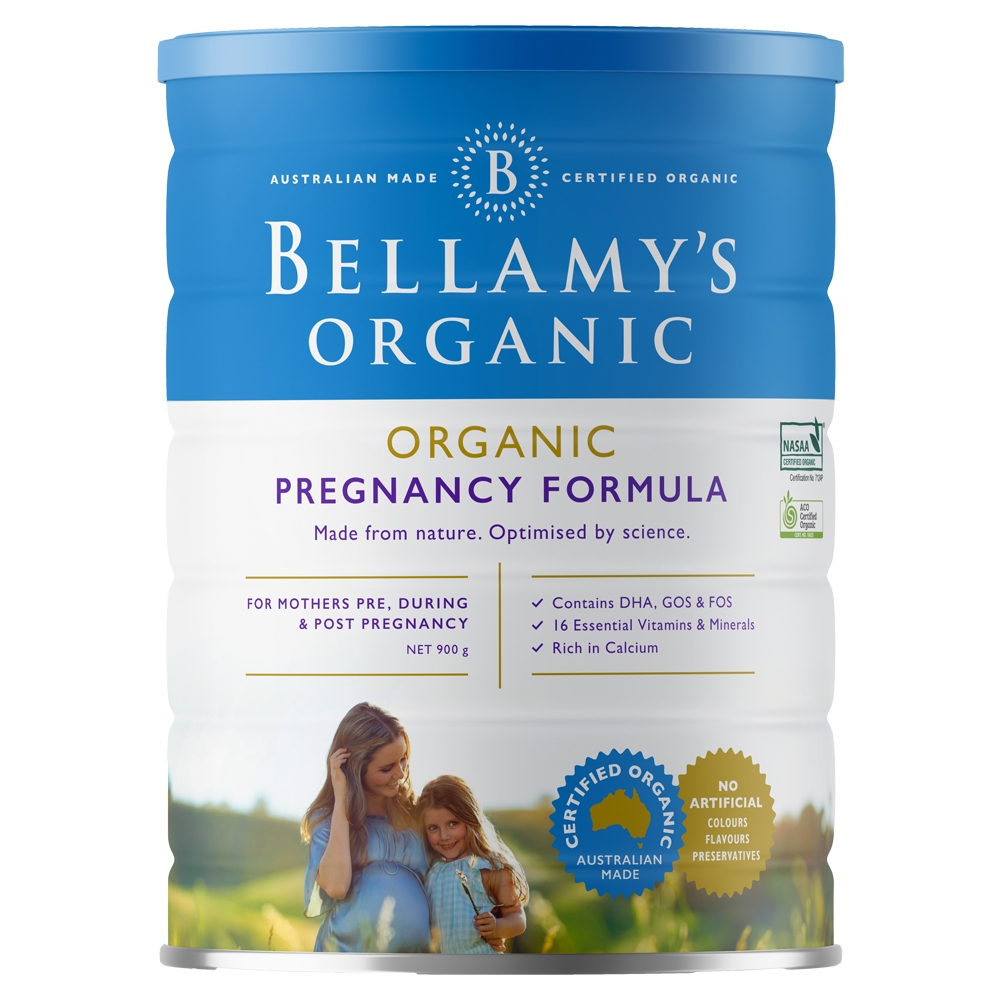 AUSTRALIAN MADE
B
CERTIFIED ORGANIC
BELLAMY'S
ORGANIC
ORGANIC
PREGNANCY FORMULA
Made from nature. Optimised by science.
FOR MOTHERS PRE, DURING
& POST PREGNANCY
NET 900 g
✓ Contains DHA, GOS & FOS
✓ 16 Essential Vitamins & Minerals
✓ Rich in Calcium
NASAA
CERTIFIED ORGANIC
ACO
Certified
Organic
CERTIFIED ORGANIC
AUSTRALIAN
MADE
NO
ARTIFICIAL
COLOURS
FLAVOURS
PRESERVATIVES